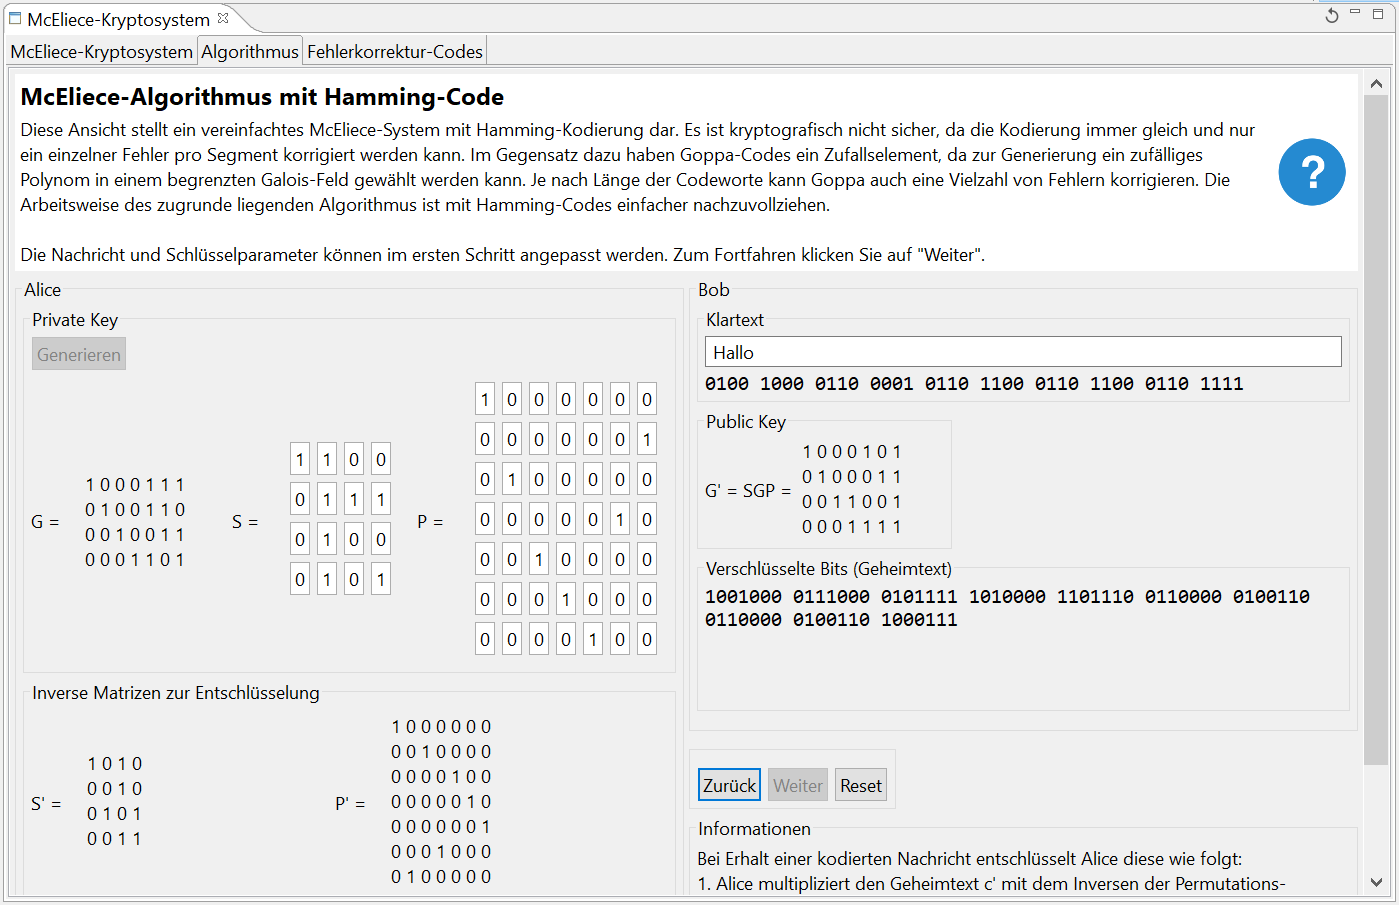 McEliece-Kryptosystem
McEliece-Kryptosystem Algorithmus Fehlerkorrektur-Codes
McEliece-Algorithmus mit Hamming-Code
Diese Ansicht stellt ein vereinfachtes McEliece-System mit Hamming-Kodierung dar. Es ist kryptografisch nicht sicher, da die Kodierung immer gleich und nur
ein einzelner Fehler pro Segment korrigiert werden kann. Im Gegensatz dazu haben Goppa-Codes ein Zufallselement, da zur Generierung ein zufälliges
Polynom in einem begrenzten Galois-Feld gewählt werden kann. Je nach Länge der Codeworte kann Goppa auch eine Vielzahl von Fehlern korrigieren. Die
Arbeitsweise des zugrunde liegenden Algorithmus ist mit Hamming-Codes einfacher nachzuvollziehen.
?
Die Nachricht und Schlüsselparameter können im ersten Schritt angepasst werden. Zum Fortfahren klicken Sie auf "Weiter".
Alice
Private Key
Generieren
G =
1 0 0 0 1 1 1
0 1 0 0 1 1 0
0 0 1 0 0 1 1
0 0 0 1 1 0 1
S =
1 1 0 0
0 1 1 1
0 1 0 0
0 1 0 1
P =
1 0 0 0 0 0 0
0 0 0 0 0 0 1
0 1 0 0 0 0 0
0 0 0 0 0 1 0
0 0 1 0 0 0 0
0 0 0 1 0 0 0
0 0 0 0 1 0 0
Inverse Matrizen zur Entschlüsselung
S' =
1 0 1 0
0 0 1 0
0 1 0 1
0 0 1 1
P' =
1 0 0 0 0 0 0
0 0 1 0 0 0 0
0 0 0 0 1 0 0
0 0 0 0 0 1 0
0 0 0 0 0 0 1
0 0 0 1 0 0 0
0 1 0 0 0 0 0
Bob
Klartext
Hallo
0100 1000 0110 0001 0110 1100 0110 1100 0110 1111
Public Key
G' = SGP =
1 0 0 0 1 0 1
0 1 0 0 0 1 1
0 0 1 1 0 0 1
0 0 0 1 1 1 1
Verschlüsselte Bits (Geheimtext)
1001000 0111000 0101111 1010000 1101110 0110000 0100110
0110000 0100110 1000111
Zurück Weiter Reset
Informationen
Bei Erhalt einer kodierten Nachricht entschlüsselt Alice diese wie folgt:
1. Alice multipliziert den Geheimtext c' mit dem Inversen der Permutations-